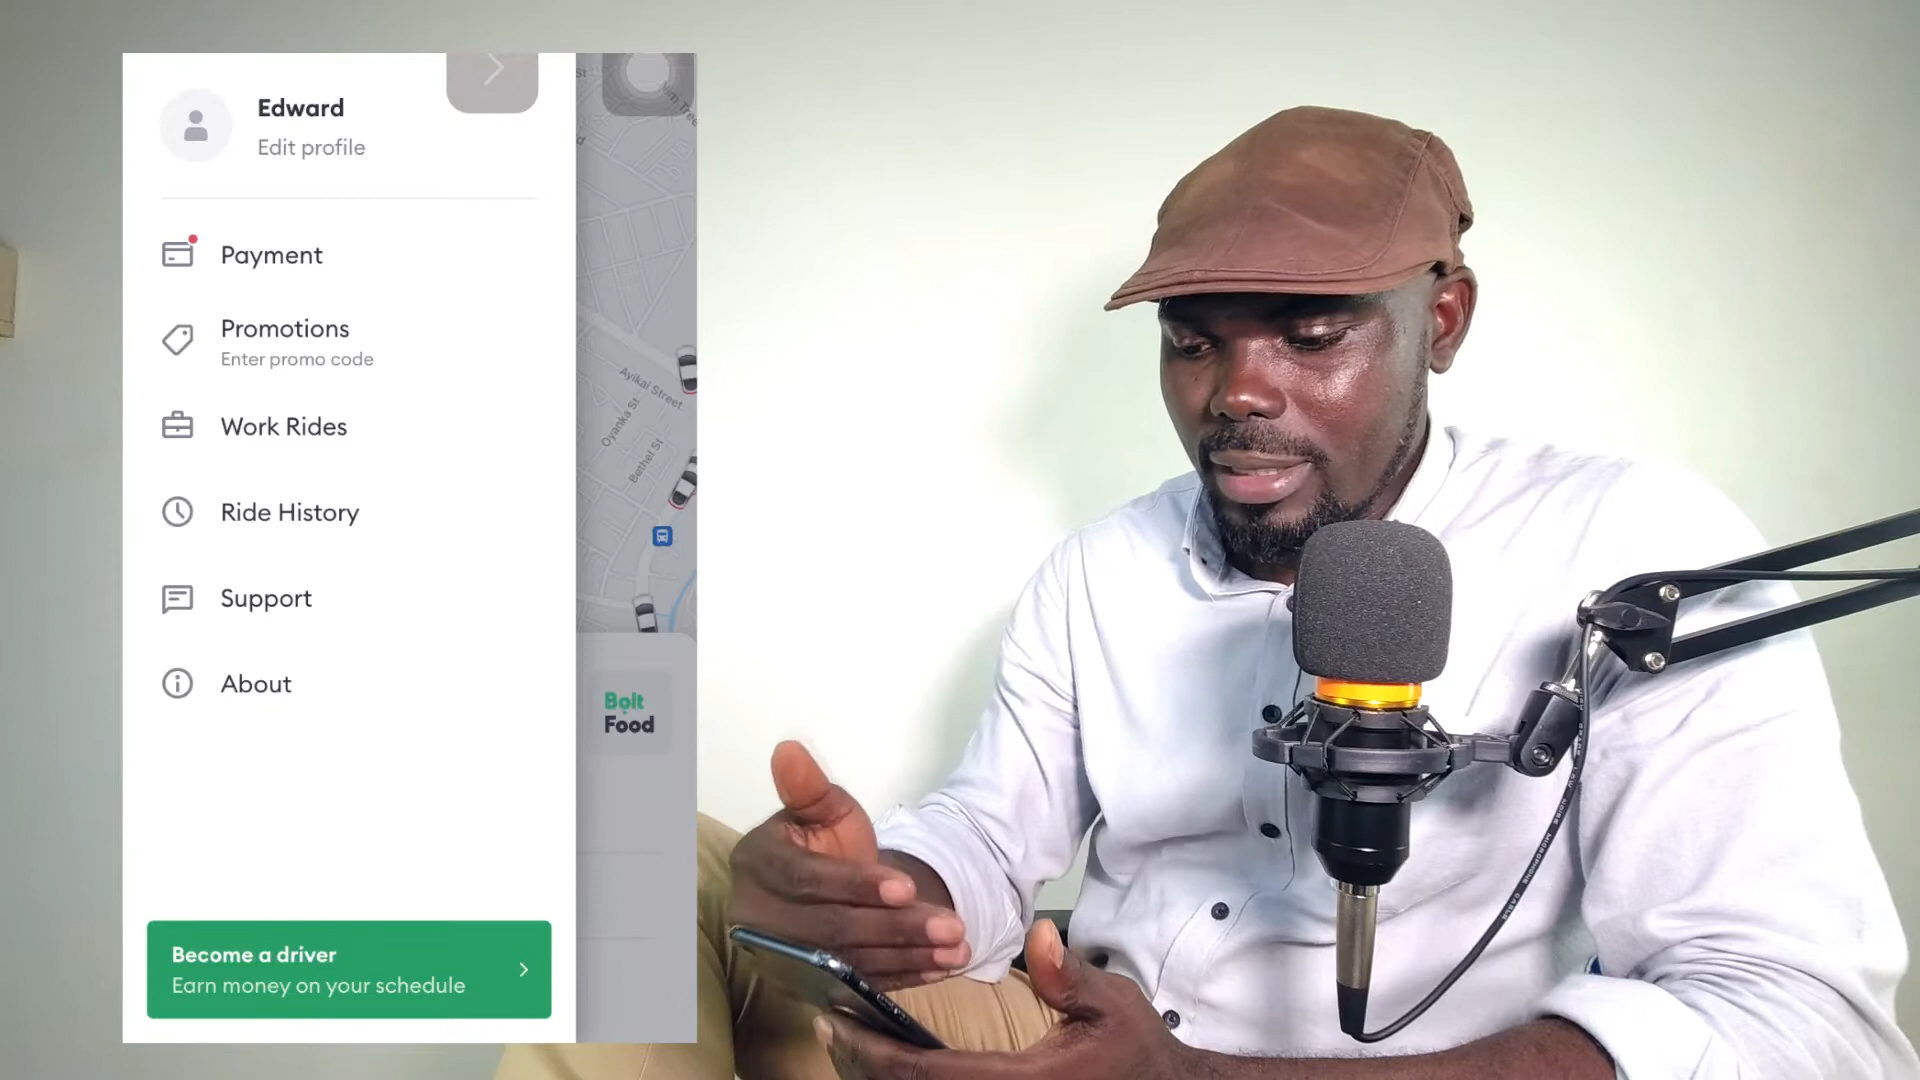 Edward
Edit profile
Payment
Promotions
Enter promo code
Work Rides
Ride History
Support
About
Become a driver
Earn money on your schedule
St
Ayikai Street
Oyanka St
Bethel St
Bolt
Food